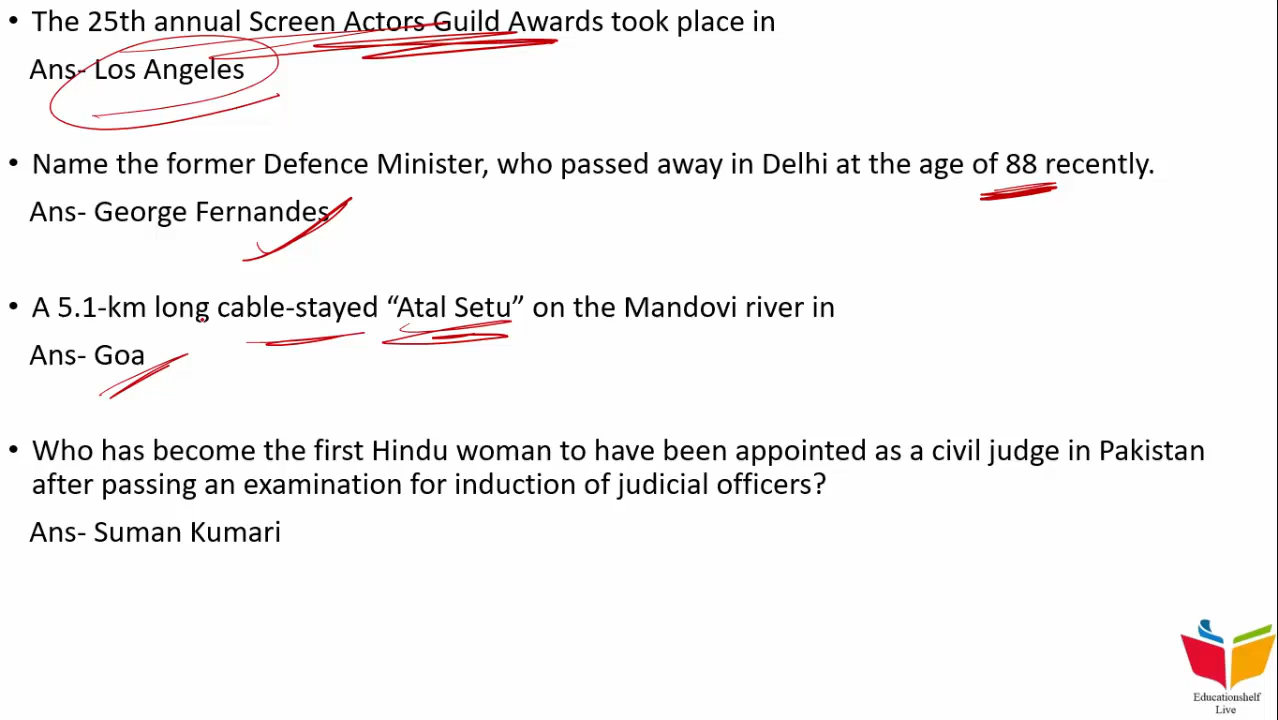 • The 25th annual Screen Actors Guild Awards took place in
Ans- Los Angeles
• Name the former Defence Minister, who passed away in Delhi at the age of 88 recently.
Ans- George Fernandes
• A 5.1-km long cable-stayed “Atal Setu” on the Mandovi river in
Ans- Goa
• Who has become the first Hindu woman to have been appointed as a civil judge in Pakistan
after passing an examination for induction of judicial officers?
Ans- Suman Kumari
Educationshelf
Live